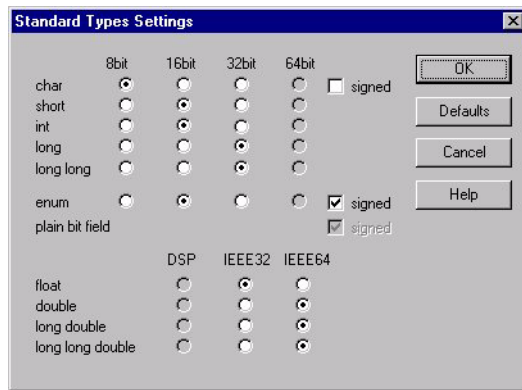 Standard Types Settings
8bit 16bit 32bit 64bit
char signed
short
int
long
long long
enum signed
plain bit field signed
DSP IEEE32 IEEE64
float
double
long double
long long double
OK
Defaults
Cancel
Help